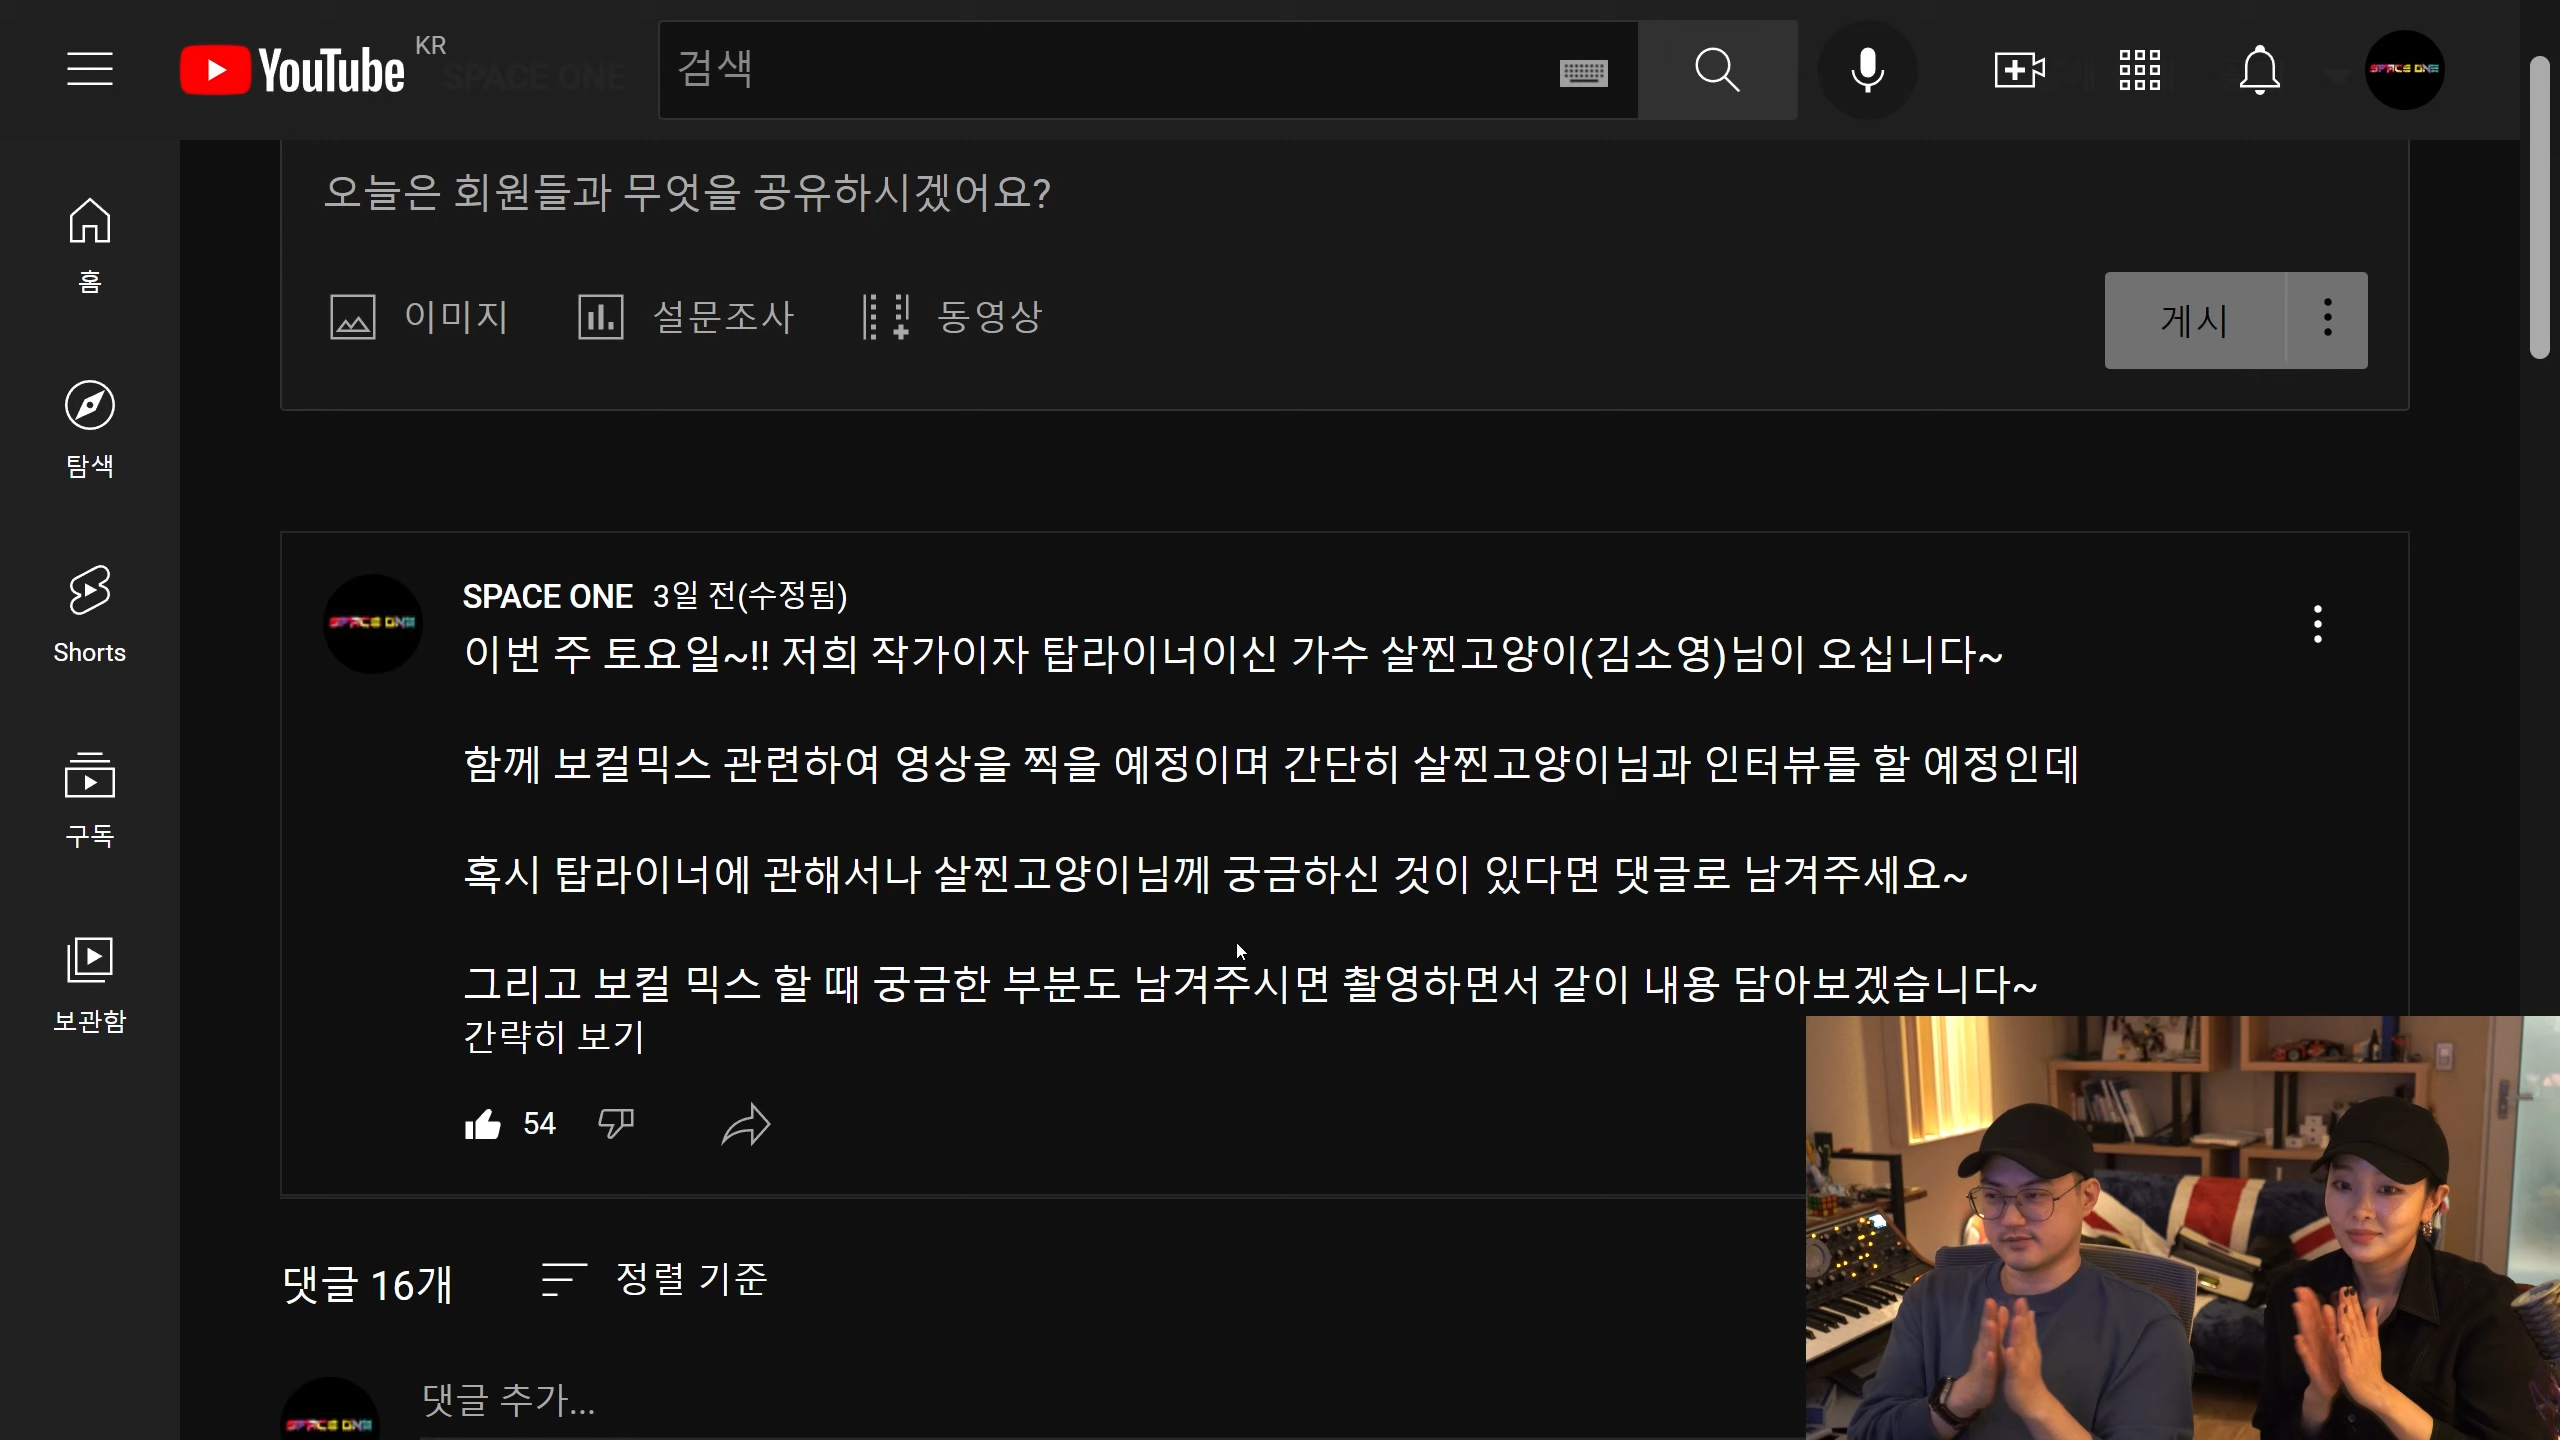 YouTube KR
SPACE ONE
검색
SPACE ONE
오늘은 회원들과 무엇을 공유하시겠어요?
이미지
설문조사
동영상
게시
홈
탐색
Shorts
구독
보관함
SPACE ONE
SPACE ONE 3일 전(수정됨)
이번 주 토요일~!! 저희 작가이자 탑라이너이신 가수 살찐고양이(김소영)님이 오십니다~
함께 보컬믹스 관련하여 영상을 찍을 예정이며 간단히 살찐고양이님과 인터뷰를 할 예정인데
혹시 탑라이너에 관해서나 살찐고양이님께 궁금하신 것이 있다면 댓글로 남겨주세요~
그리고 보컬 믹스 할 때 궁금한 부분도 남겨주시면 촬영하면서 같이 내용 담아보겠습니다~
간략히 보기
54
댓글 16개
정렬 기준
SPACE ONE
댓글 추가...